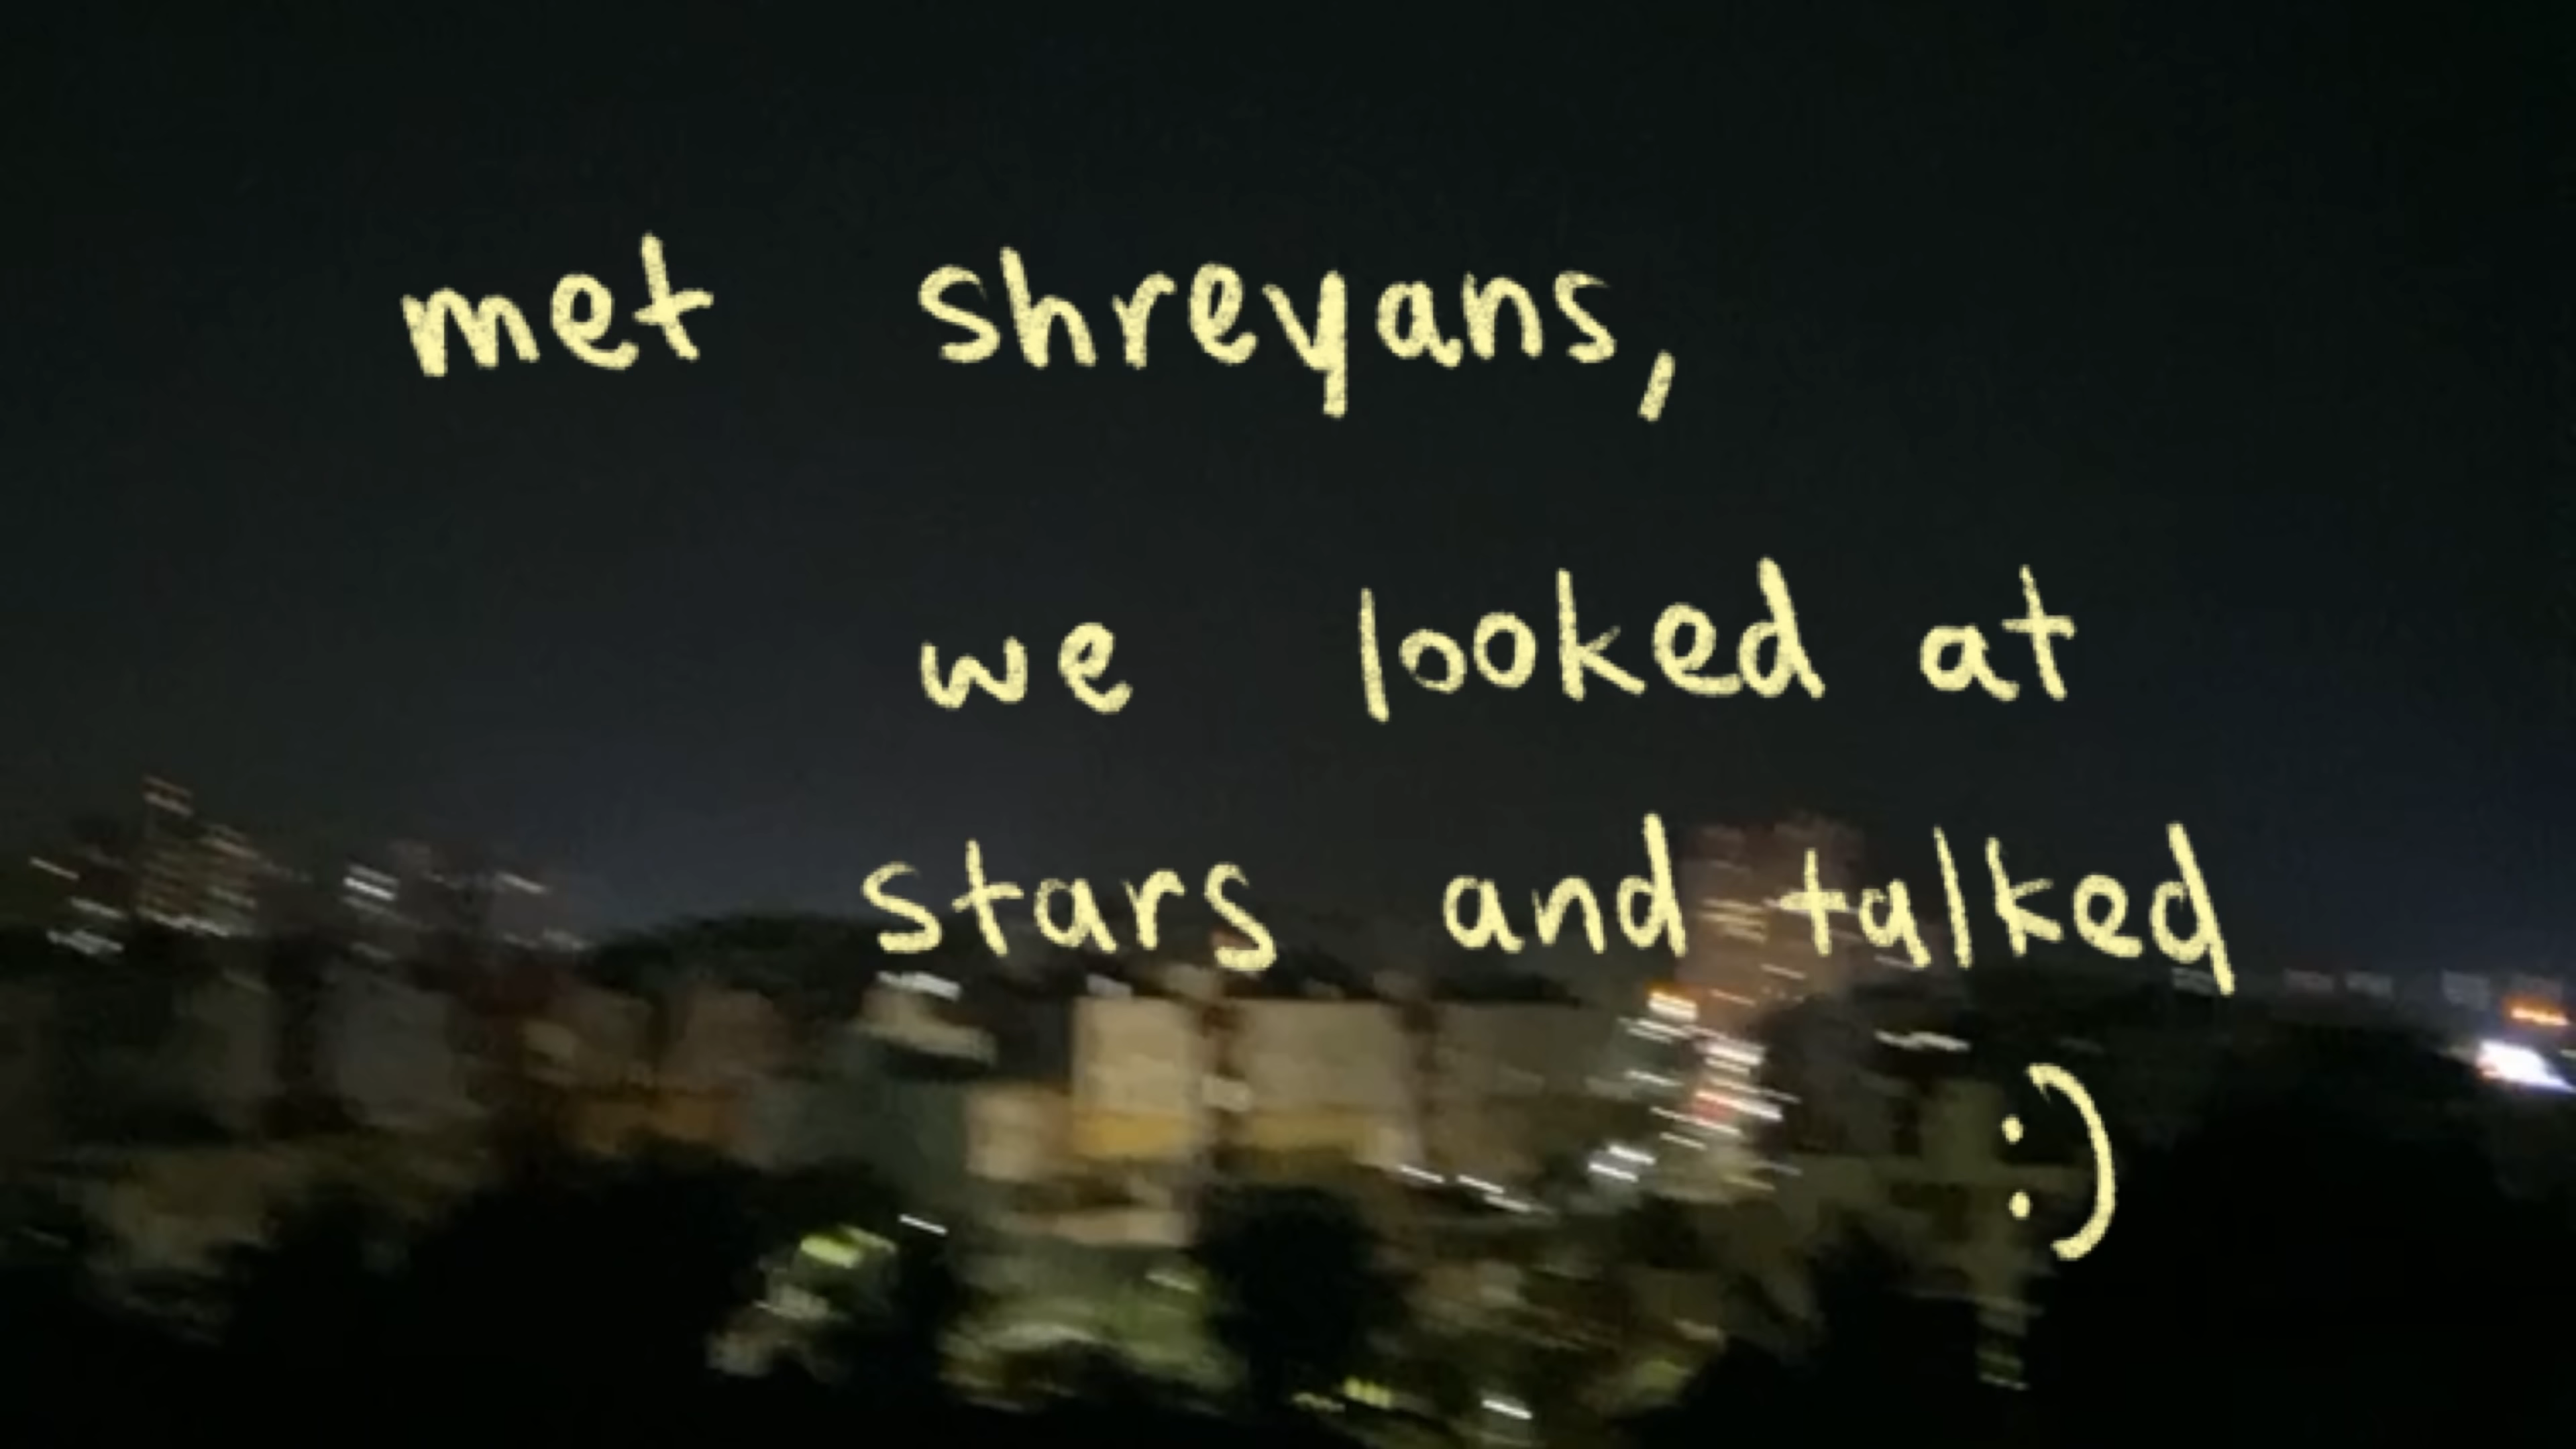 met shreyans,
we looked at
stars and talked
:)